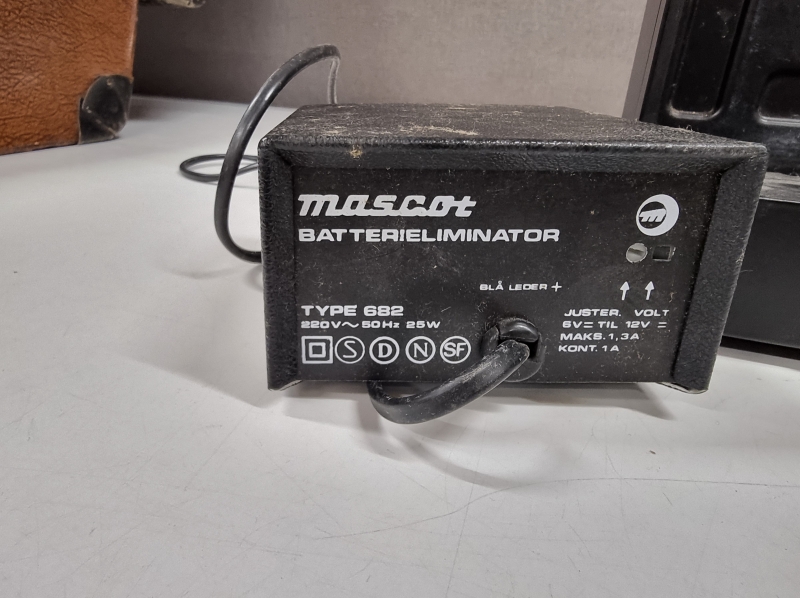 mascot
BATTERIELIMINATOR
BLÅ LEDER +
TYPE 682
220V~ 50Hz 25W
S D N SF
m
JUSTER. VOLT
6V= TIL 12V=
MAKS. 1,3A
KONT. 1A